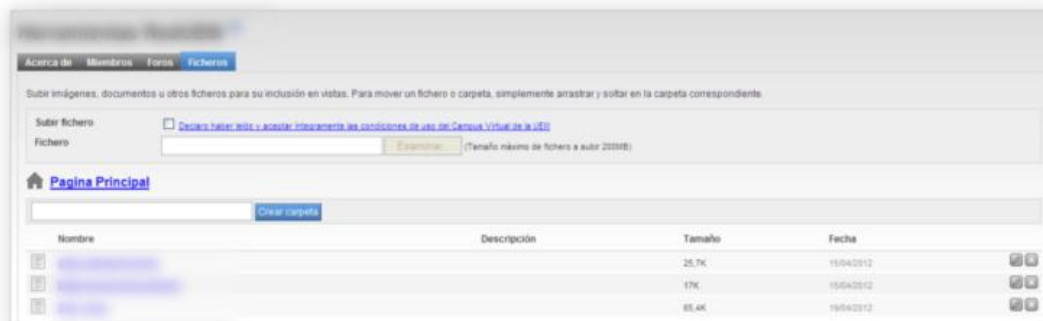 Acerca de Miembros Foros Ficheros
Subir imágenes, documentos u otros ficheros para su inclusión en vistas. Para mover un fichero o carpeta, simplemente arrastrar y soltar en la carpeta correspondiente.
Subir fichero Declaro haber leído y aceptar íntegramente las condiciones de uso del Campus Virtual de la UEM
Fichero Examinar (Tamaño máximo de fichero a subir 200MB)
Pagina Principal
Crear carpeta
Nombre Descripción Tamaño Fecha
25,7K 15/04/2012
17K 15/04/2012
65,4K 19/04/2012